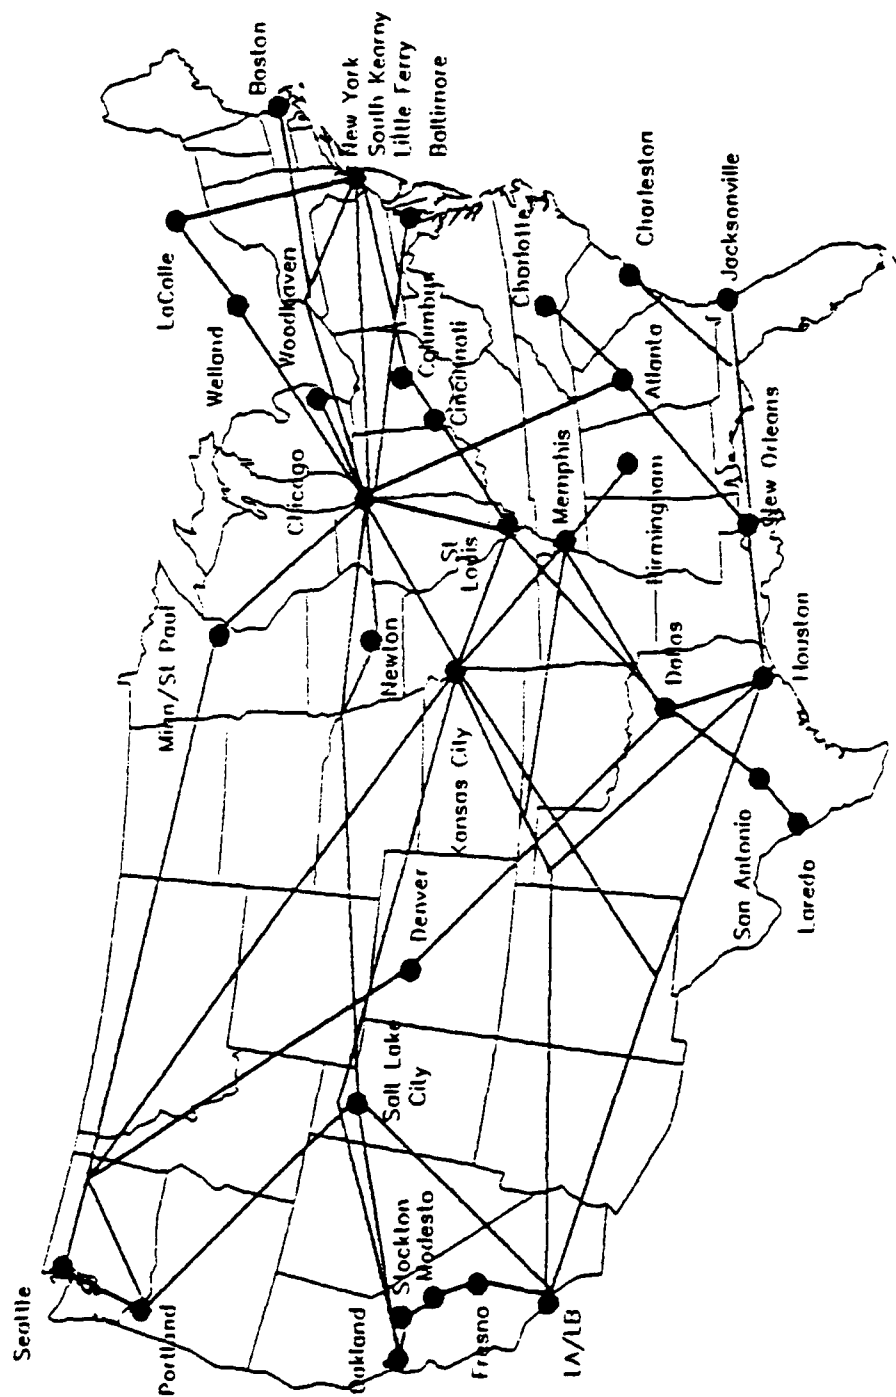 Seattle
Portland
Oakland
Stockton
Modesto
Fresno
LA/LB
Salt Lake
City
Denver
Minn/St Paul
Newton
Kansas City
Dallas
Houston
San Antonio
Laredo
Chicago
St
Louis
Memphis
Birmingham
New Orleans
Atlanta
Welland
Woodhaven
LaColle
Columbus
Cincinnati
Charlotte
Charleston
Jacksonville
Boston
New York
South Kearny
Little Ferry
Baltimore